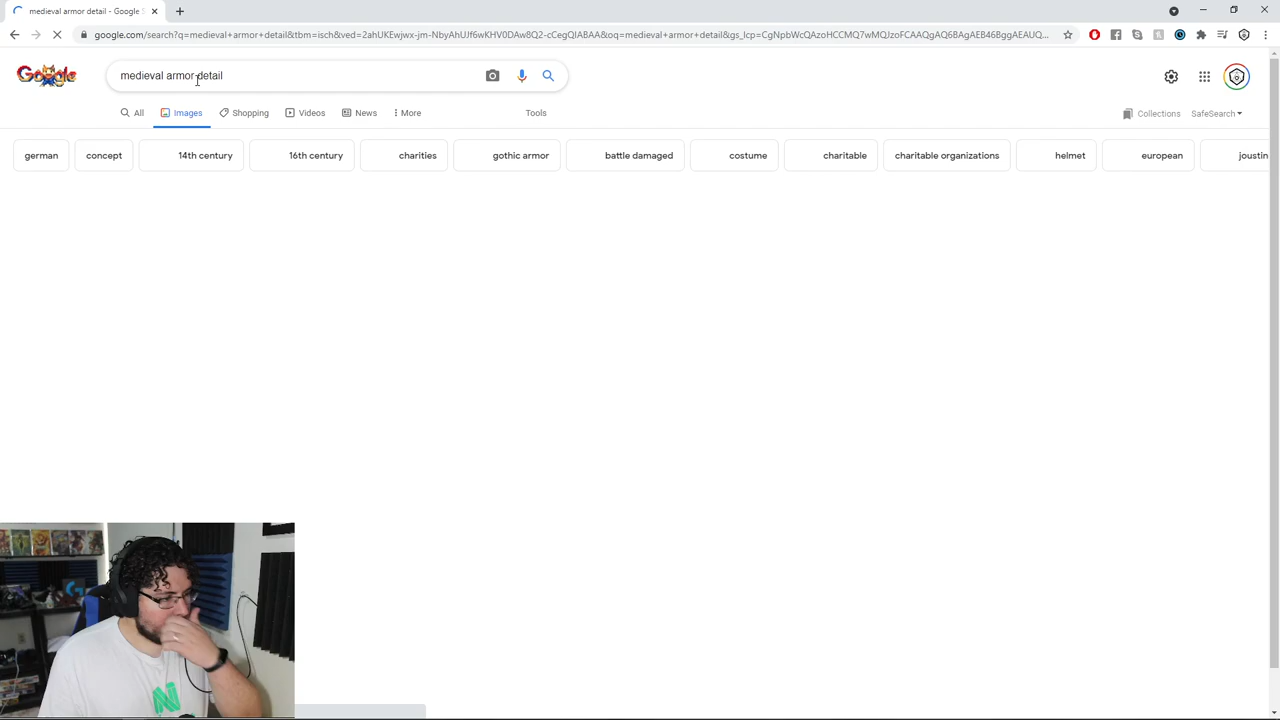 medieval armor detail - Google S
google.com/search?q=medieval+armor+detail&tbm=isch&ved=2ahUKEwjwx-jm-NbyAhUJf6wKHV0DAw8Q2-cCegQIABAA&oq=medieval+armor+detail&gs_lcp=CgNpbWcQAzoHCCMQ7wMQJzoFCAAQgAQ6BAgAEB46BggAEAUQ...
Google
medieval armor detail
All
Images
Shopping
Videos
News
More
Tools
Collections
SafeSearch
german
concept
14th century
16th century
charities
gothic armor
battle damaged
costume
charitable
charitable organizations
helmet
european
joustin